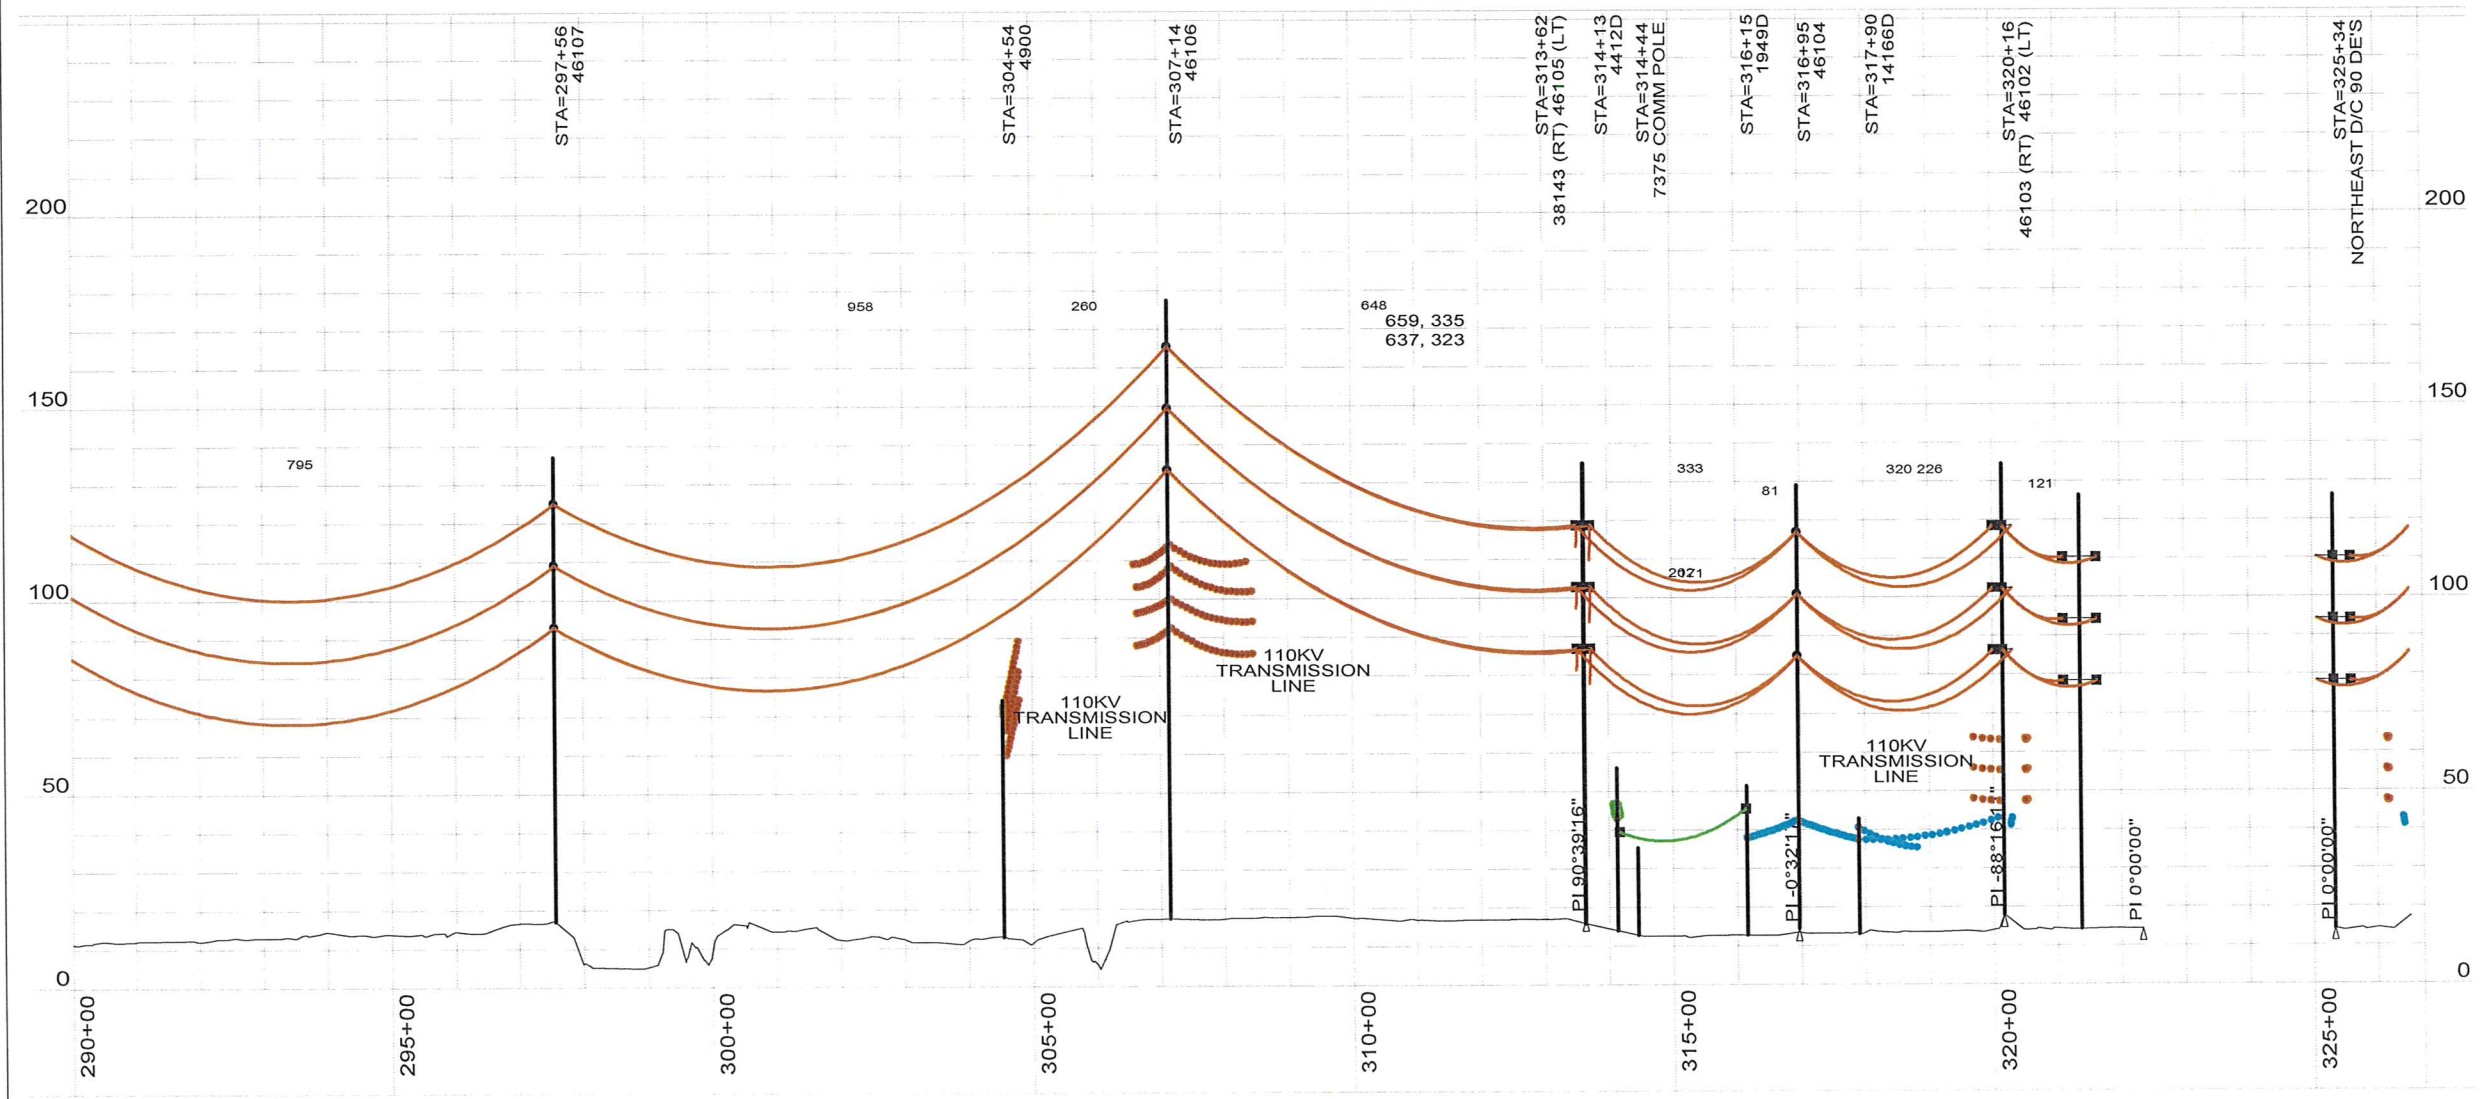 STA=297+56
46107
STA=304+54
4900
STA=307+14
46106
STA=313+62
38143 (RT) 46105 (LT)
STA=314+13
4412D
STA=314+44
7375 COMM POLE
STA=316+15
1949D
STA=316+95
46104
STA=317+90
14166D
STA=320+16
46103 (RT) 46102 (LT)
STA=325+34
NORTHEAST D/C 90 DE'S
200
200
958
260
648
659, 335
637, 323
150
150
795
333
81
320 226
121
100
100
110KV
TRANSMISSION
LINE
110KV
TRANSMISSION
LINE
110KV
TRANSMISSION
LINE
50
50
PI 90°39'16"
PI 0°00'00"
PI 0°00'00"
0
0
290+00
295+00
300+00
305+00
310+00
315+00
320+00
325+00